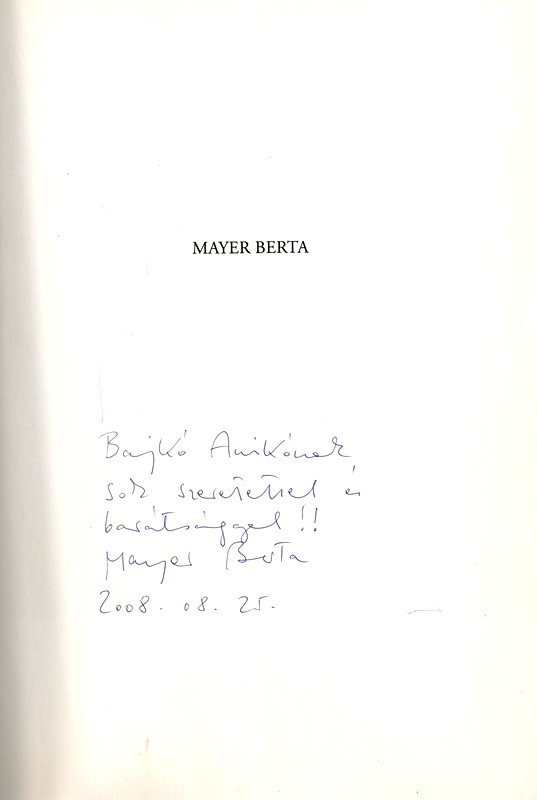 MAYER BERTA
Bajkó Anikónak
sok szeretettel és
barátsággal!!
Mayer Berta
2008. 08. 25.